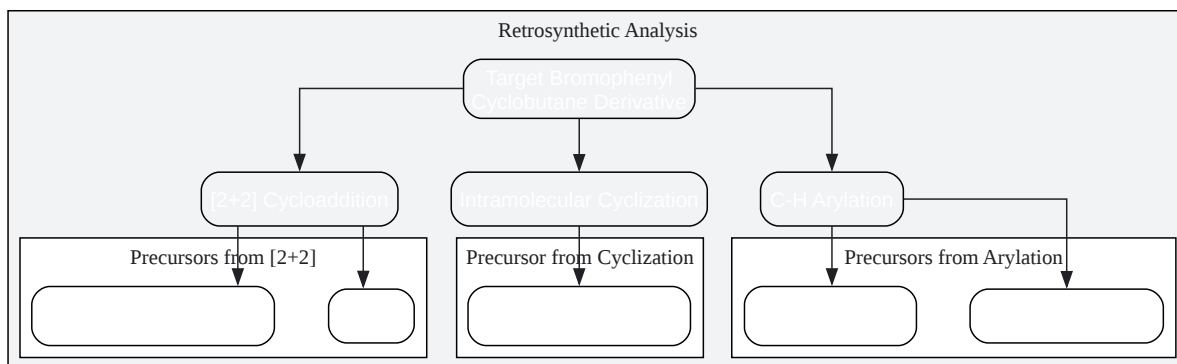 Retrosynthetic Analysis
Target Bromophenyl
Cyclobutane Derivative
[2+2] Cycloaddition
Intramolecular Cyclization
C-H Arylation
Precursors from [2+2]
Precursor from Cyclization
Precursors from Arylation